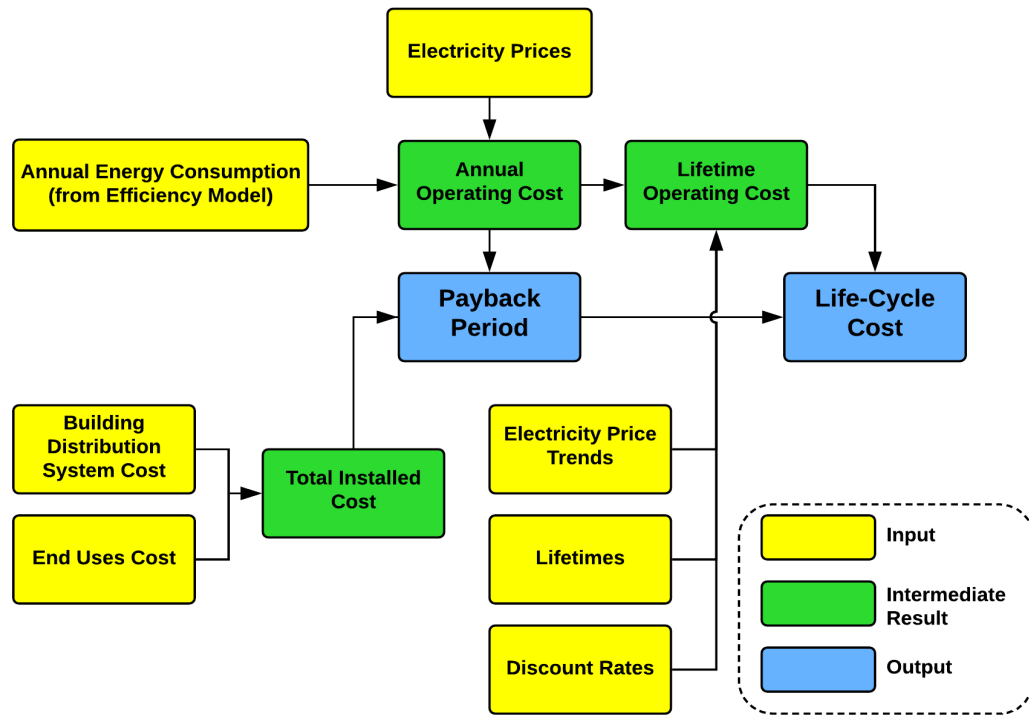 Electricity Prices
Annual Energy Consumption
(from Efficiency Model)
Annual
Operating Cost
Lifetime
Operating Cost
Payback
Period
Life-Cycle
Cost
Building
Distribution
System Cost
End Uses Cost
Total Installed
Cost
Electricity Price
Trends
Lifetimes
Discount Rates
Input
Intermediate
Result
Output